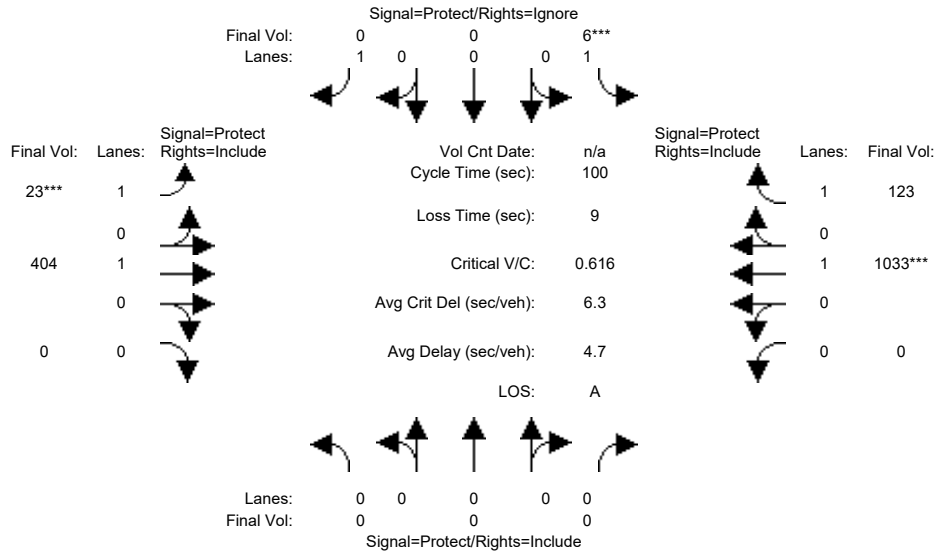 Signal=Protect/Rights=Ignore
Final Vol: 0 0 6***
Lanes: 1 0 0 0 1
Signal=Protect
Final Vol: Lanes: Rights=Include
Vol Cnt Date: n/a
Signal=Protect
Rights=Include Lanes: Final Vol:
Cycle Time (sec): 100
23*** 1
1 123
Loss Time (sec): 9
0
0
404 1
Critical V/C: 0.616
1 1033***
0
Avg Crit Del (sec/veh): 6.3
0
0 0
Avg Delay (sec/veh): 4.7
0 0
LOS: A
Lanes: 0 0 0 0 0
Final Vol: 0 0 0
Signal=Protect/Rights=Include